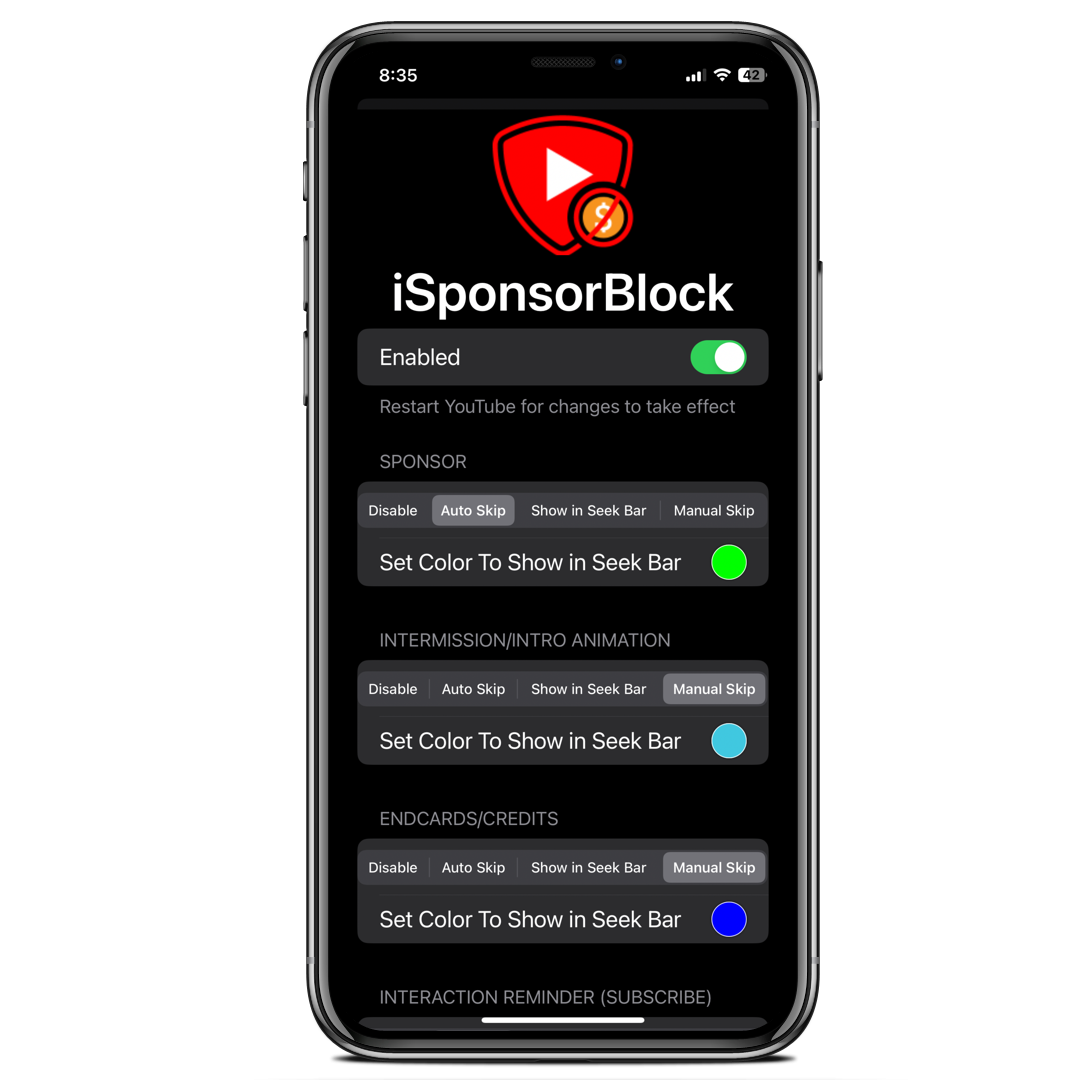 8:35
42
$
iSponsorBlock
Enabled
Restart YouTube for changes to take effect
SPONSOR
Disable Auto Skip Show in Seek Bar Manual Skip
Set Color To Show in Seek Bar
INTERMISSION/INTRO ANIMATION
Disable Auto Skip Show in Seek Bar Manual Skip
Set Color To Show in Seek Bar
ENDCARDS/CREDITS
Disable Auto Skip Show in Seek Bar Manual Skip
Set Color To Show in Seek Bar
INTERACTION REMINDER (SUBSCRIBE)